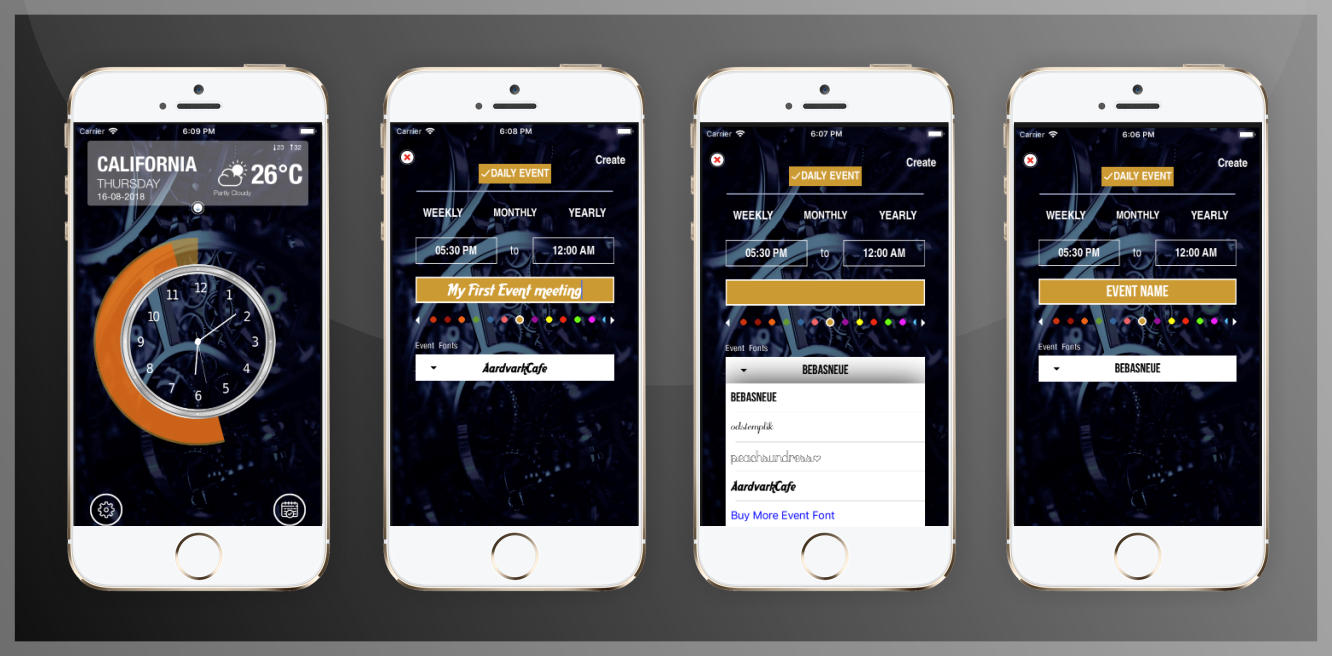 Carrier 6:09 PM
↓23 ↑32
CALIFORNIA
THURSDAY
16-08-2018
Partly Cloudy
26°C
12
11 1
10 2
9 3
8 4
7 5
6
Carrier 6:08 PM
Create
DAILY EVENT
WEEKLY MONTHLY YEARLY
05:30 PM to 12:00 AM
My First Event meeting
Event Fonts
AardvarkCafe
Carrier 6:07 PM
Create
DAILY EVENT
WEEKLY MONTHLY YEARLY
05:30 PM to 12:00 AM
Event Fonts
BEBASNEUE
BEBASNEUE
odstemplik
peachsundress♡
AardvarkCafe
Buy More Event Font
Carrier 6:06 PM
Create
DAILY EVENT
WEEKLY MONTHLY YEARLY
05:30 PM to 12:00 AM
EVENT NAME
Event Fonts
BEBASNEUE